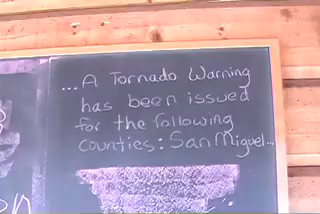 ...A Tornado Warning
has been issued
for the following
counties: San Miguel...